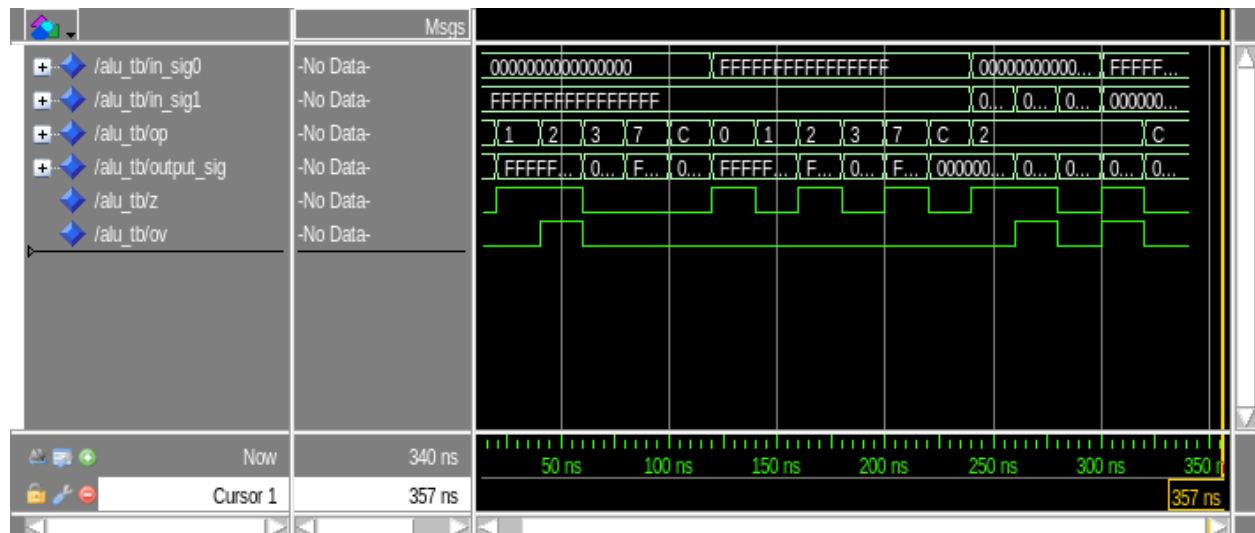 Msgs
/alu_tb/in_sig0 -No Data- 0000000000000000 FFFFFFFFFFFFFFFF 00000000000... FFFFF...
/alu_tb/in_sig1 -No Data- FFFFFFFFFFFFFFFF 0... 0... 0... 000000...
/alu_tb/op -No Data- 1 2 3 7 C 0 1 2 3 7 C 2 C
/alu_tb/output_sig -No Data- FFFFF... 0... F... 0... FFFFF... F... 0... F... 000000... 0... 0... 0... 0...
/alu_tb/z -No Data-
/alu_tb/ov -No Data-
Now 340 ns 50 ns 100 ns 150 ns 200 ns 250 ns 300 ns 350
Cursor 1 357 ns 357 ns